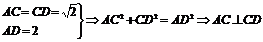 AC=CD=√2
AD=2 } ⇒ AC²+CD²=AD² ⇒ AC⊥CD